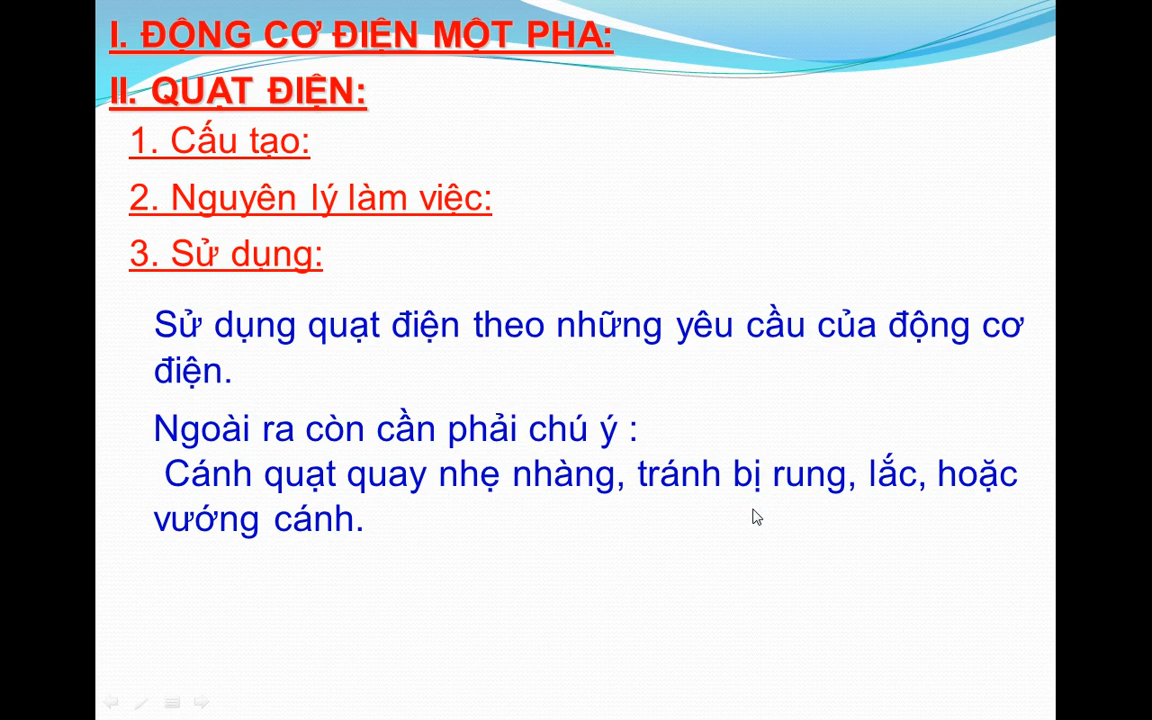 I. ĐỘNG CƠ ĐIỆN MỘT PHA:
II. QUẠT ĐIỆN:
1. Cấu tạo:
2. Nguyên lý làm việc:
3. Sử dụng:
Sử dụng quạt điện theo những yêu cầu của động cơ
điện.
Ngoài ra còn cần phải chú ý :
Cánh quạt quay nhẹ nhàng, tránh bị rung, lắc, hoặc
vướng cánh.